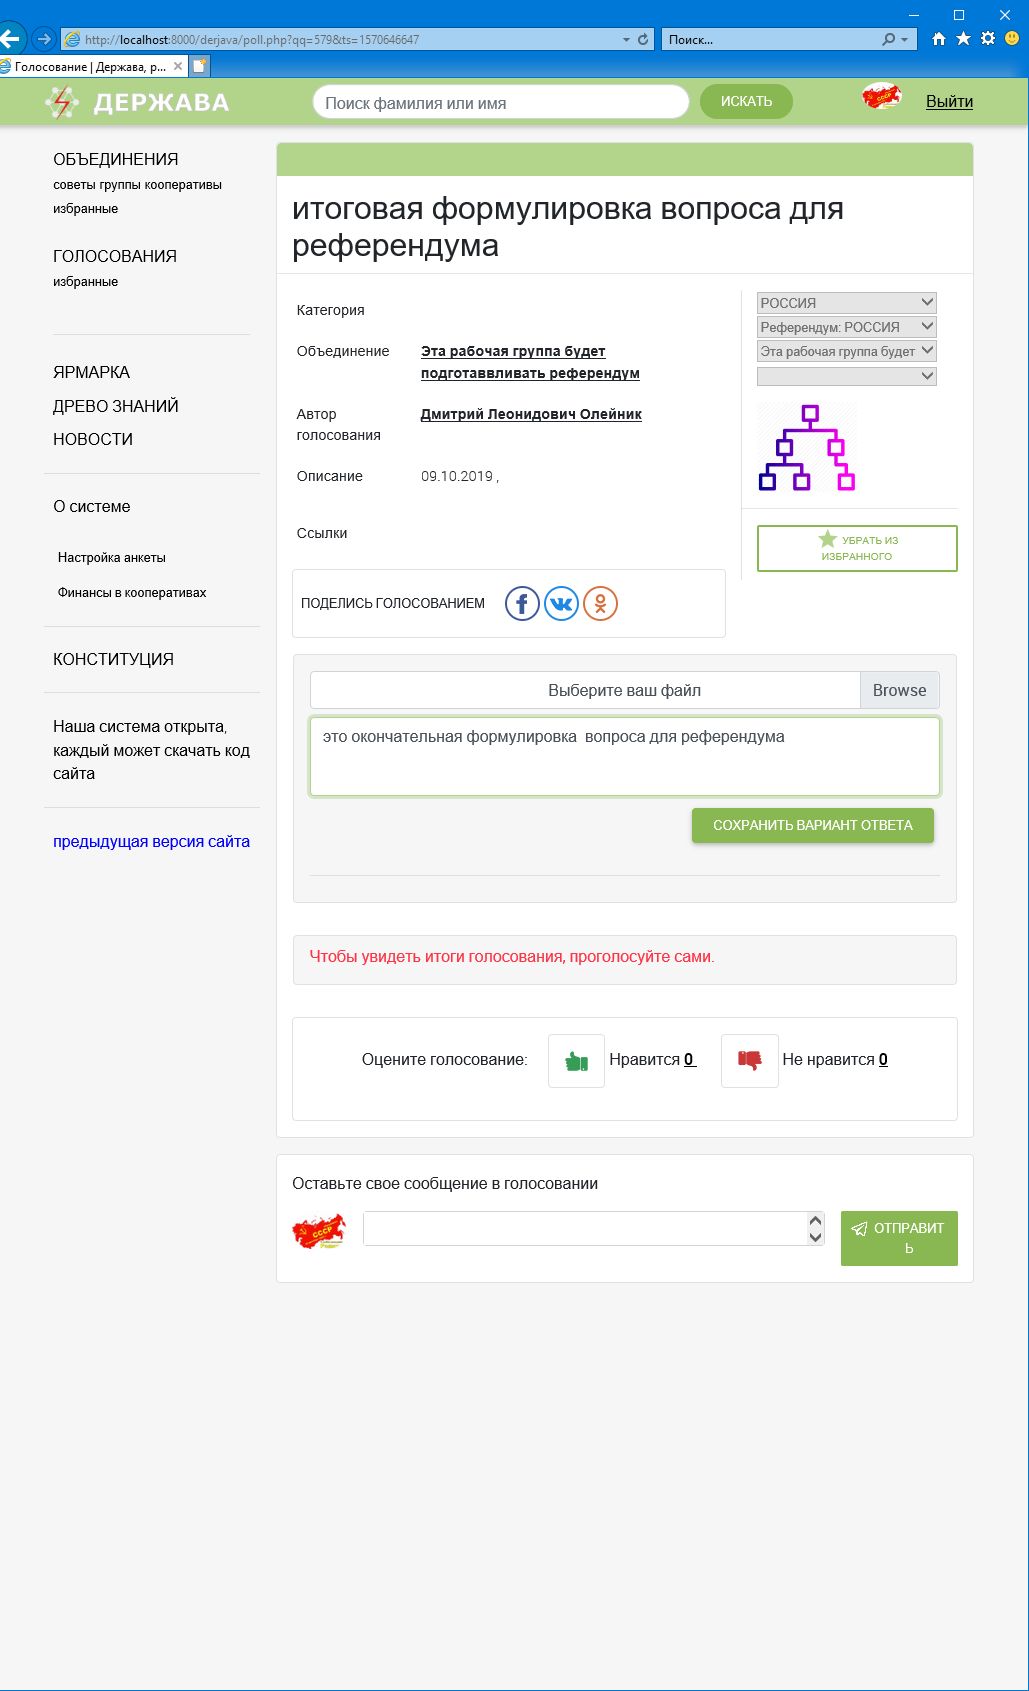 http://localhost:8000/derjava/poll.php?qq=579&ts=1570646647
Поиск...
Голосование | Держава, р...
ДЕРЖАВА
Поиск фамилия или имя
ИСКАТЬ
СССР
Выйти
ОБЪЕДИНЕНИЯ
советы группы кооперативы
избранные
ГОЛОСОВАНИЯ
избранные
ЯРМАРКА
ДРЕВО ЗНАНИЙ
НОВОСТИ
О системе
Настройка анкеты
Финансы в кооперативах
КОНСТИТУЦИЯ
Наша система открыта,
каждый может скачать код
сайта
предыдущая версия сайта
итоговая формулировка вопроса для
референдума
Категория
Объединение
Эта рабочая группа будет
подготаввливать референдум
Автор
голосования
Дмитрий Леонидович Олейник
Описание
09.10.2019 ,
Ссылки
РОССИЯ
Референдум: РОССИЯ
Эта рабочая группа будет
УБРАТЬ ИЗ
ИЗБРАННОГО
ПОДЕЛИСЬ ГОЛОСОВАНИЕМ
Выберите ваш файл
Browse
это окончательная формулировка  вопроса для референдума
СОХРАНИТЬ ВАРИАНТ ОТВЕТА
Чтобы увидеть итоги голосования, проголосуйте сами.
Оцените голосование:
Нравится 0
Не нравится 0
Оставьте свое сообщение в голосовании
СССР
ОТПРАВИТ
Ь